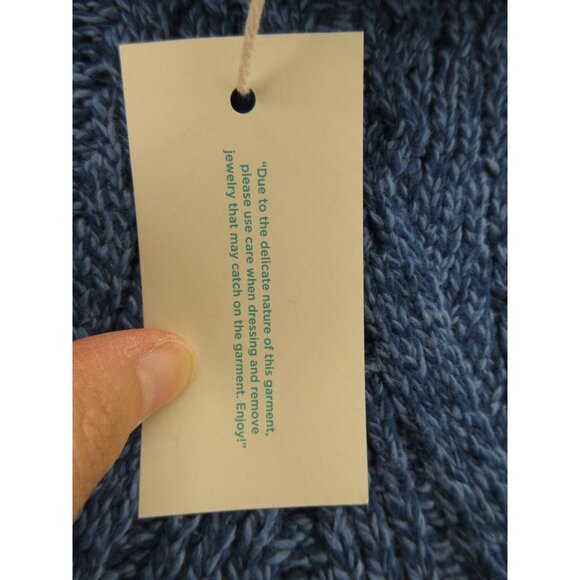 "Due to the delicate nature of this garment,
please use care when dressing and remove
jewelry that may catch on the garment. Enjoy!"